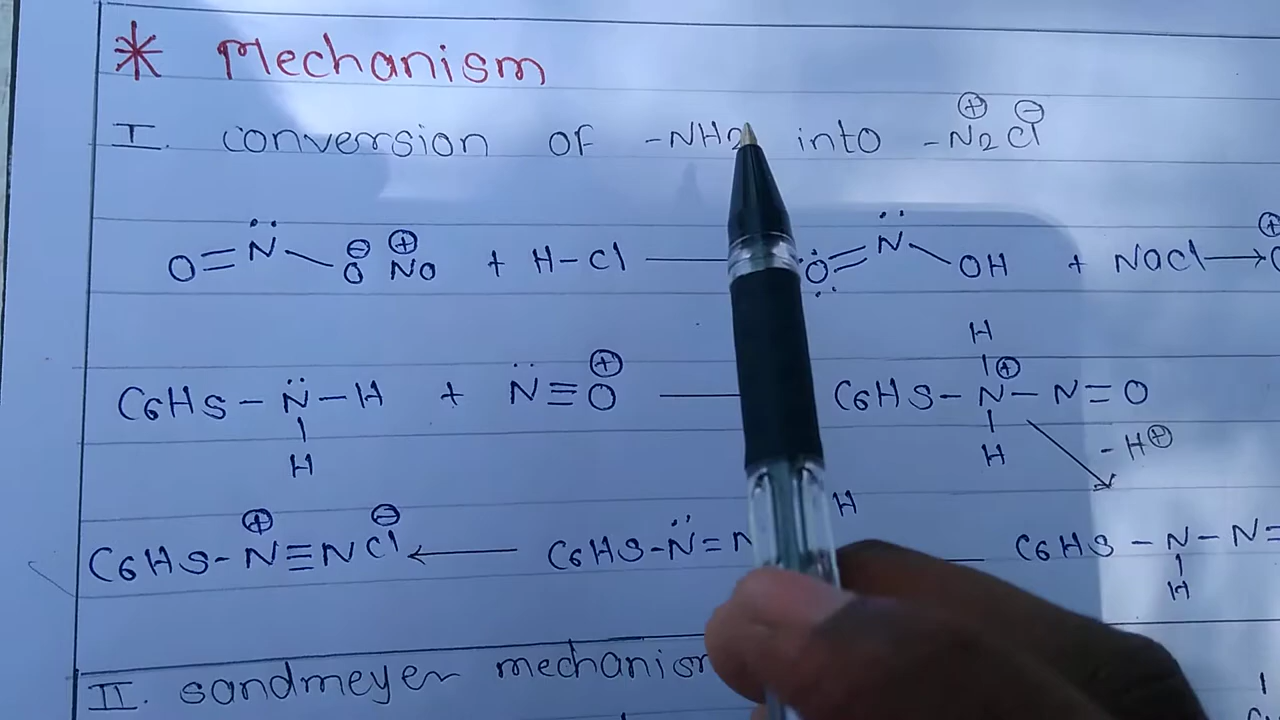 * Mechanism
I. conversion of -NH2 into -N2⊕ Cl⊖
O=N̈-O⊖ Na⊕ + H-Cl — :Ö=N̈-OH + NaCl→
C6H5-N̈-H + N̈≡O⊕ — C6H5-N⊕-N=O
H
H
H
-H⊕
C6H5-N⊕≡N Cl⊖ ← C6H5-N̈=N H — C6H5-N-N=
H
II. sandmeyer mechanism